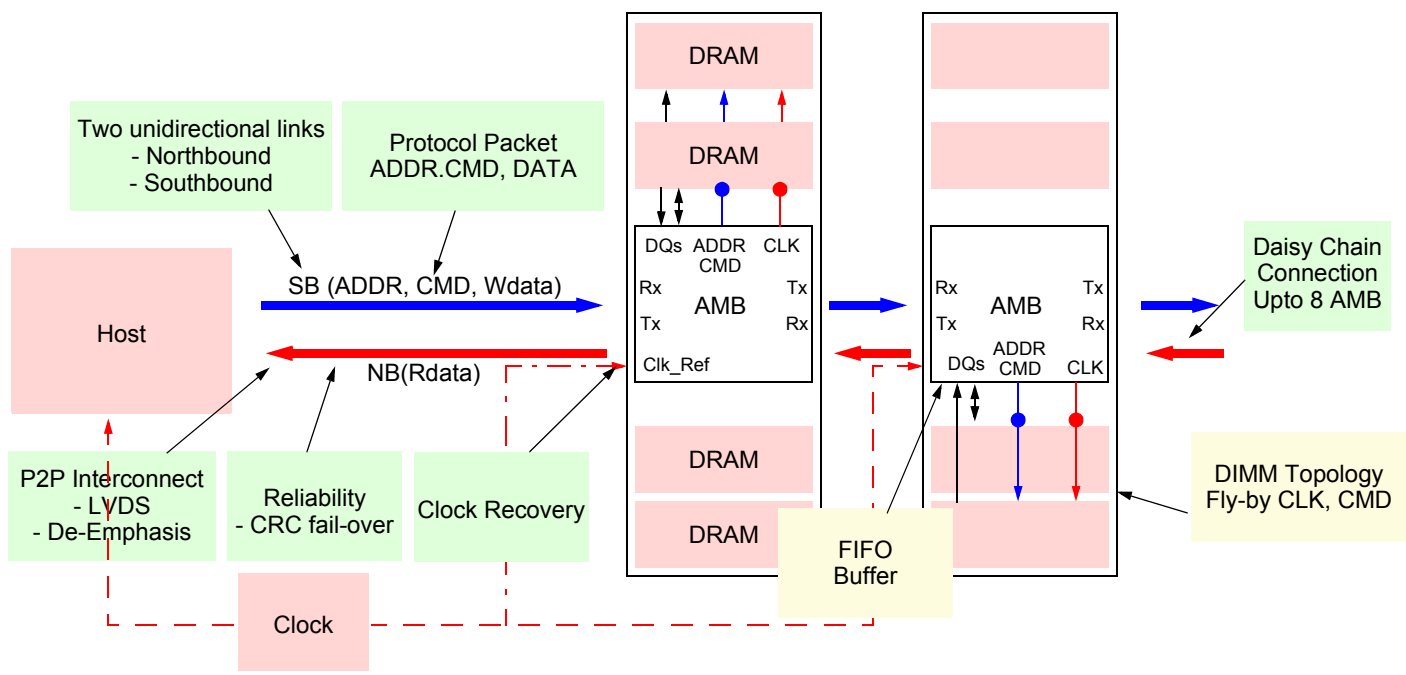 Two unidirectional links
- Northbound
- Southbound
Protocol Packet
ADDR.CMD, DATA
Host
SB (ADDR, CMD, Wdata)
NB(Rdata)
P2P Interconnect
- LVDS
- De-Emphasis
Reliability
- CRC fail-over
Clock Recovery
Clock
DRAM
DRAM
DQs
ADDR
CMD
CLK
Rx
Tx
AMB
Tx
Rx
Clk_Ref
DRAM
DRAM
Rx
Tx
AMB
Tx
Rx
DQs
ADDR
CMD
CLK
FIFO
Buffer
Daisy Chain
Connection
Upto 8 AMB
DIMM Topology
Fly-by CLK, CMD